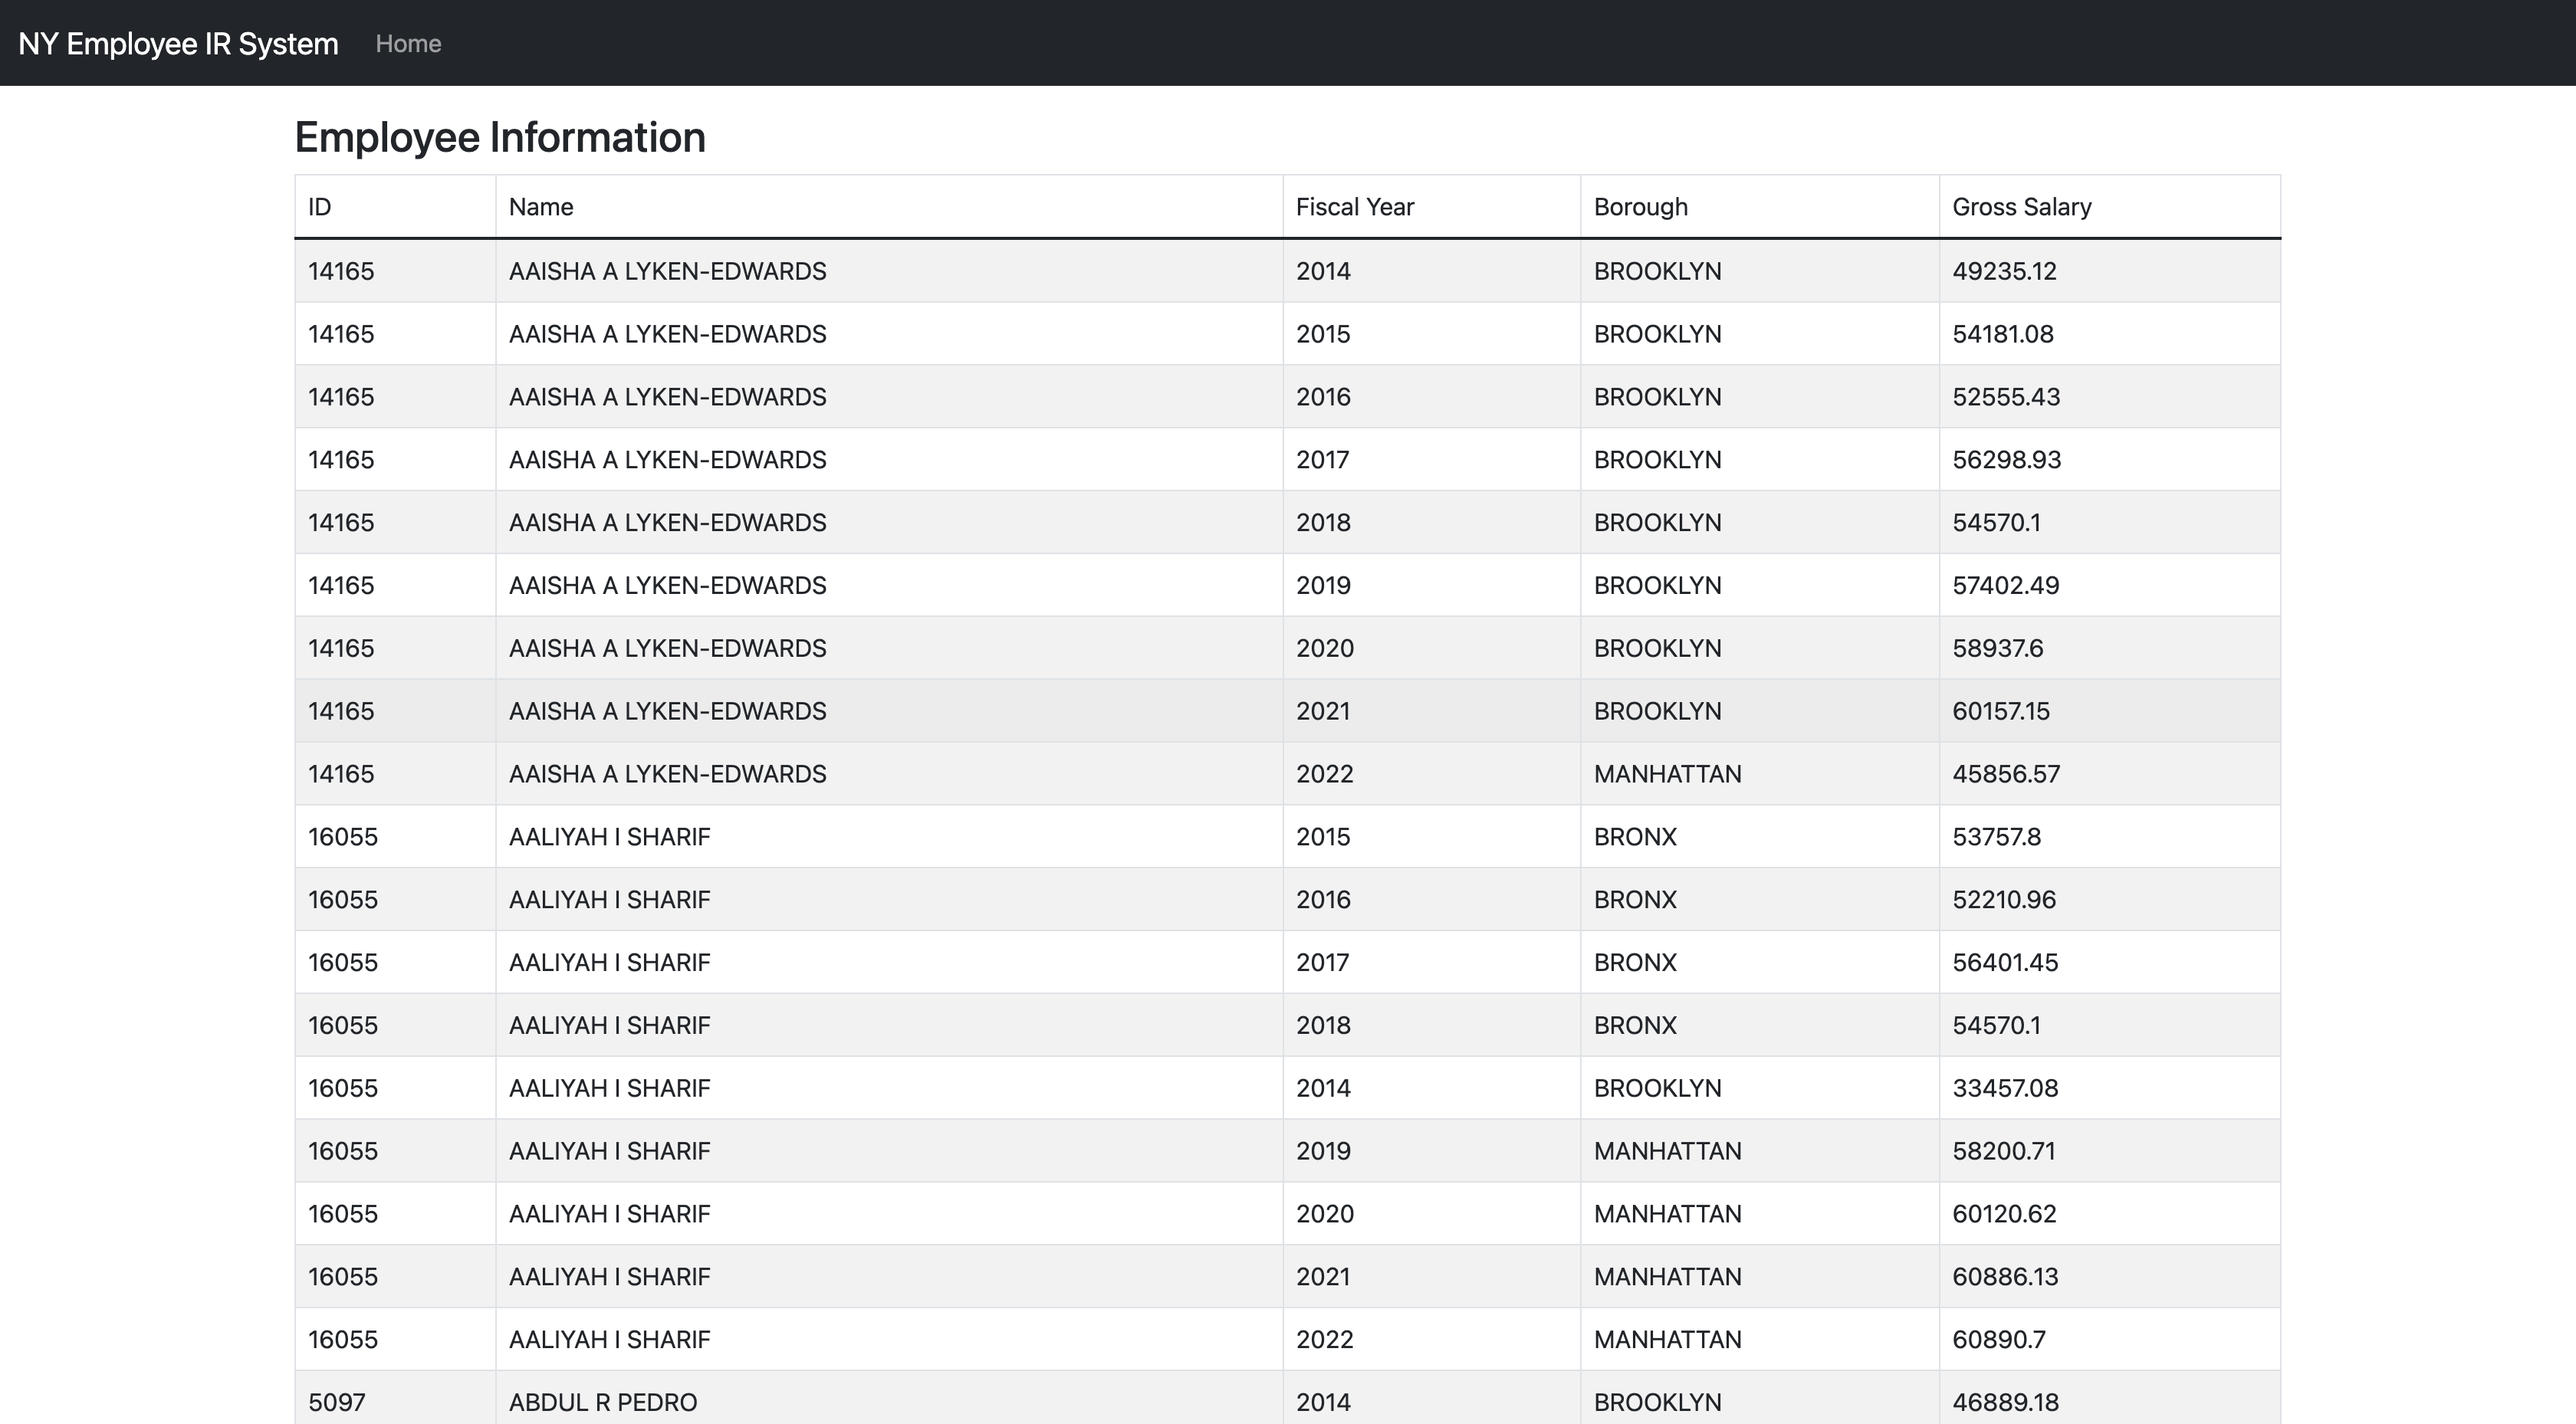 NY Employee IR System Home
Employee Information
ID Name Fiscal Year Borough Gross Salary
14165 AAISHA A LYKEN-EDWARDS 2014 BROOKLYN 49235.12
14165 AAISHA A LYKEN-EDWARDS 2015 BROOKLYN 54181.08
14165 AAISHA A LYKEN-EDWARDS 2016 BROOKLYN 52555.43
14165 AAISHA A LYKEN-EDWARDS 2017 BROOKLYN 56298.93
14165 AAISHA A LYKEN-EDWARDS 2018 BROOKLYN 54570.1
14165 AAISHA A LYKEN-EDWARDS 2019 BROOKLYN 57402.49
14165 AAISHA A LYKEN-EDWARDS 2020 BROOKLYN 58937.6
14165 AAISHA A LYKEN-EDWARDS 2021 BROOKLYN 60157.15
14165 AAISHA A LYKEN-EDWARDS 2022 MANHATTAN 45856.57
16055 AALIYAH I SHARIF 2015 BRONX 53757.8
16055 AALIYAH I SHARIF 2016 BRONX 52210.96
16055 AALIYAH I SHARIF 2017 BRONX 56401.45
16055 AALIYAH I SHARIF 2018 BRONX 54570.1
16055 AALIYAH I SHARIF 2014 BROOKLYN 33457.08
16055 AALIYAH I SHARIF 2019 MANHATTAN 58200.71
16055 AALIYAH I SHARIF 2020 MANHATTAN 60120.62
16055 AALIYAH I SHARIF 2021 MANHATTAN 60886.13
16055 AALIYAH I SHARIF 2022 MANHATTAN 60890.7
5097 ABDUL R PEDRO 2014 BROOKLYN 46889.18